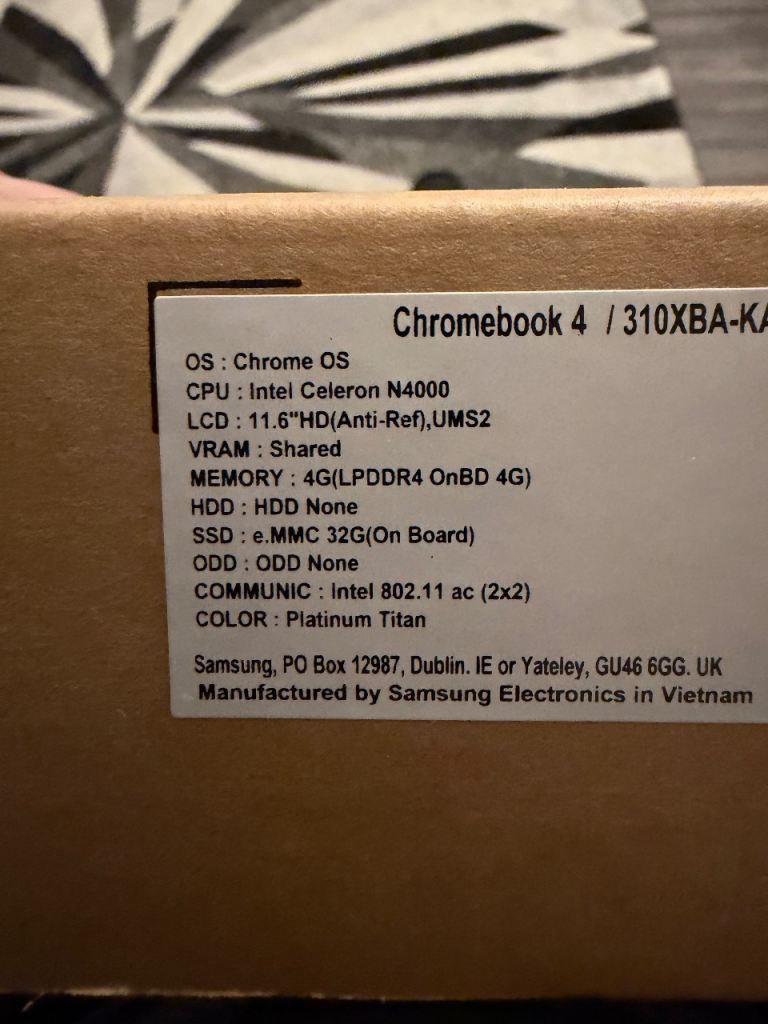 Chromebook 4 / 310XBA-KA
OS : Chrome OS
CPU : Intel Celeron N4000
LCD : 11.6"HD(Anti-Ref),UMS2
VRAM : Shared
MEMORY : 4G(LPDDR4 OnBD 4G)
HDD : HDD None
SSD : e.MMC 32G(On Board)
ODD : ODD None
COMMUNIC : Intel 802.11 ac (2x2)
COLOR : Platinum Titan
Samsung, PO Box 12987, Dublin. IE or Yateley, GU46 6GG. UK
Manufactured by Samsung Electronics in Vietnam